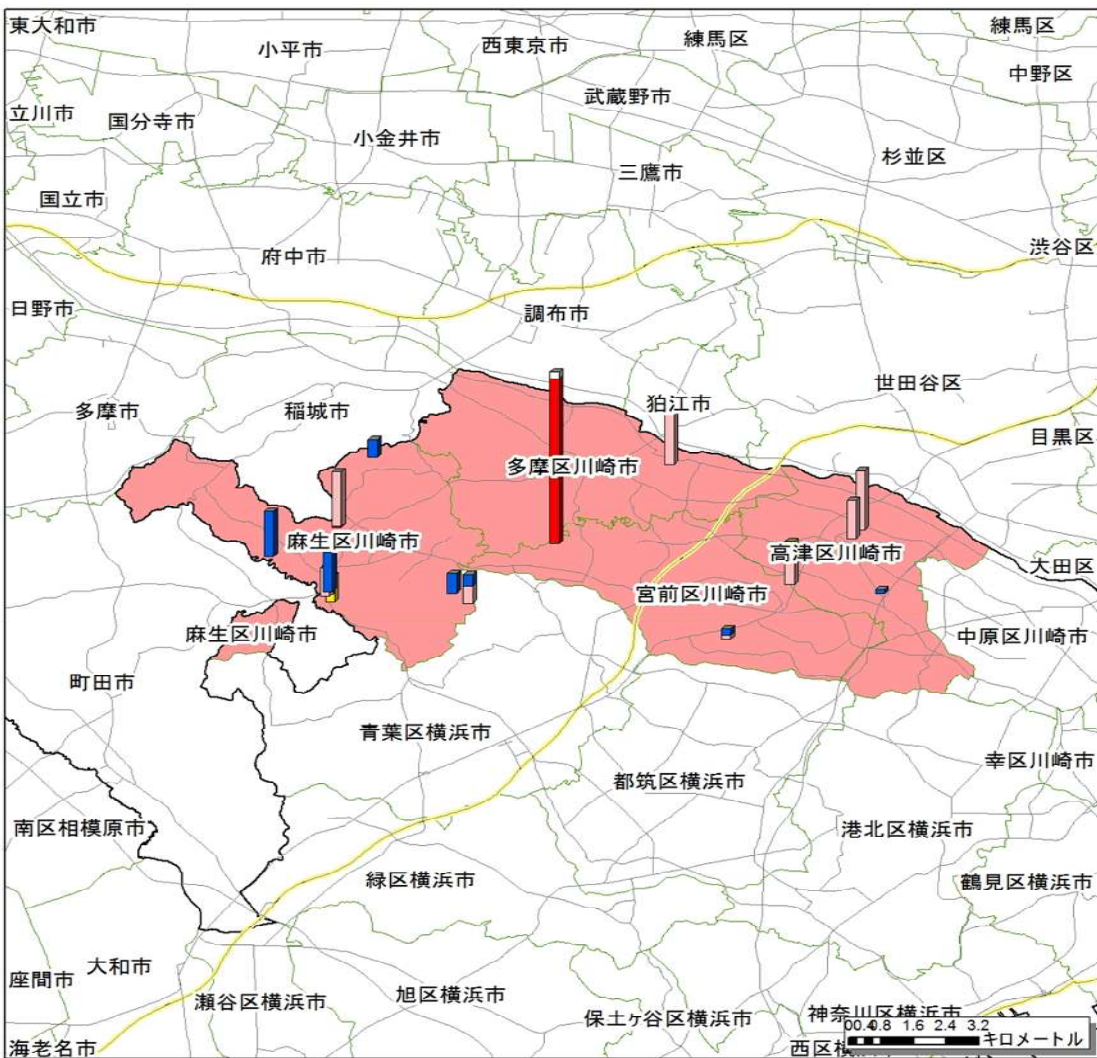 東大和市
小平市
西東京市
練馬区
練馬区
中野区
立川市
国分寺市
小金井市
武蔵野市
杉並区
国立市
三鷹市
府中市
渋谷区
日野市
調布市
多摩市
稲城市
狛江市
世田谷区
目黒区
多摩区川崎市
麻生区川崎市
高津区川崎市
大田区
宮前区川崎市
麻生区川崎市
中原区川崎市
町田市
青葉区横浜市
都筑区横浜市
幸区川崎市
南区相模原市
港北区横浜市
緑区横浜市
鶴見区横浜市
座間市
大和市
瀬谷区横浜市
旭区横浜市
保土ヶ谷区横浜市
神奈川区横浜市
00.40.8 1.6 2.4 3.2
キロメートル
海老名市
西区横